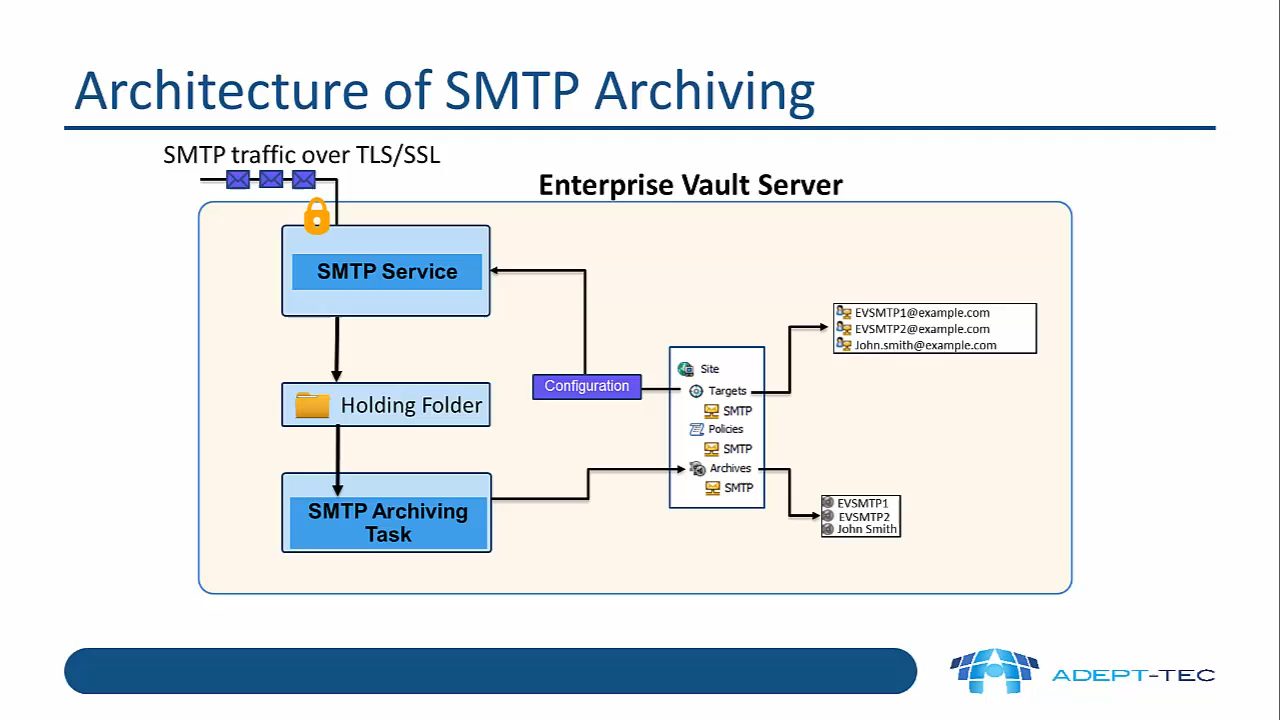 Architecture of SMTP Archiving
SMTP traffic over TLS/SSL
Enterprise Vault Server
SMTP Service
Holding Folder
SMTP Archiving
Task
Configuration
Site
Targets
SMTP
Policies
SMTP
Archives
SMTP
EVSMTP1@example.com
EVSMTP2@example.com
John.smith@example.com
EVSMTP1
EVSMTP2
John Smith
ADEPT-TEC